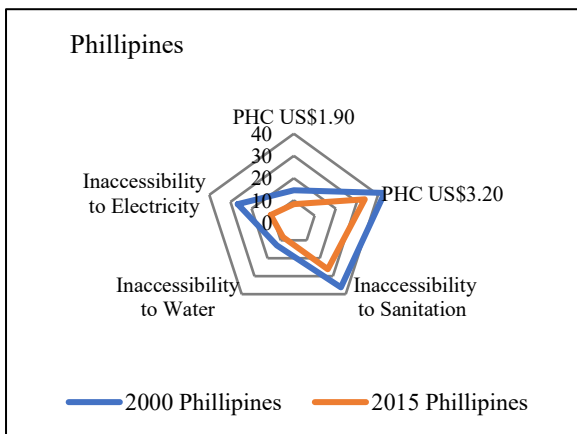 Phillipines
PHC US$1.90
40
30
20
10
0
PHC US$3.20
Inaccessibility
to Electricity
Inaccessibility
to Water
Inaccessibility
to Sanitation
2000 Phillipines
2015 Phillipines